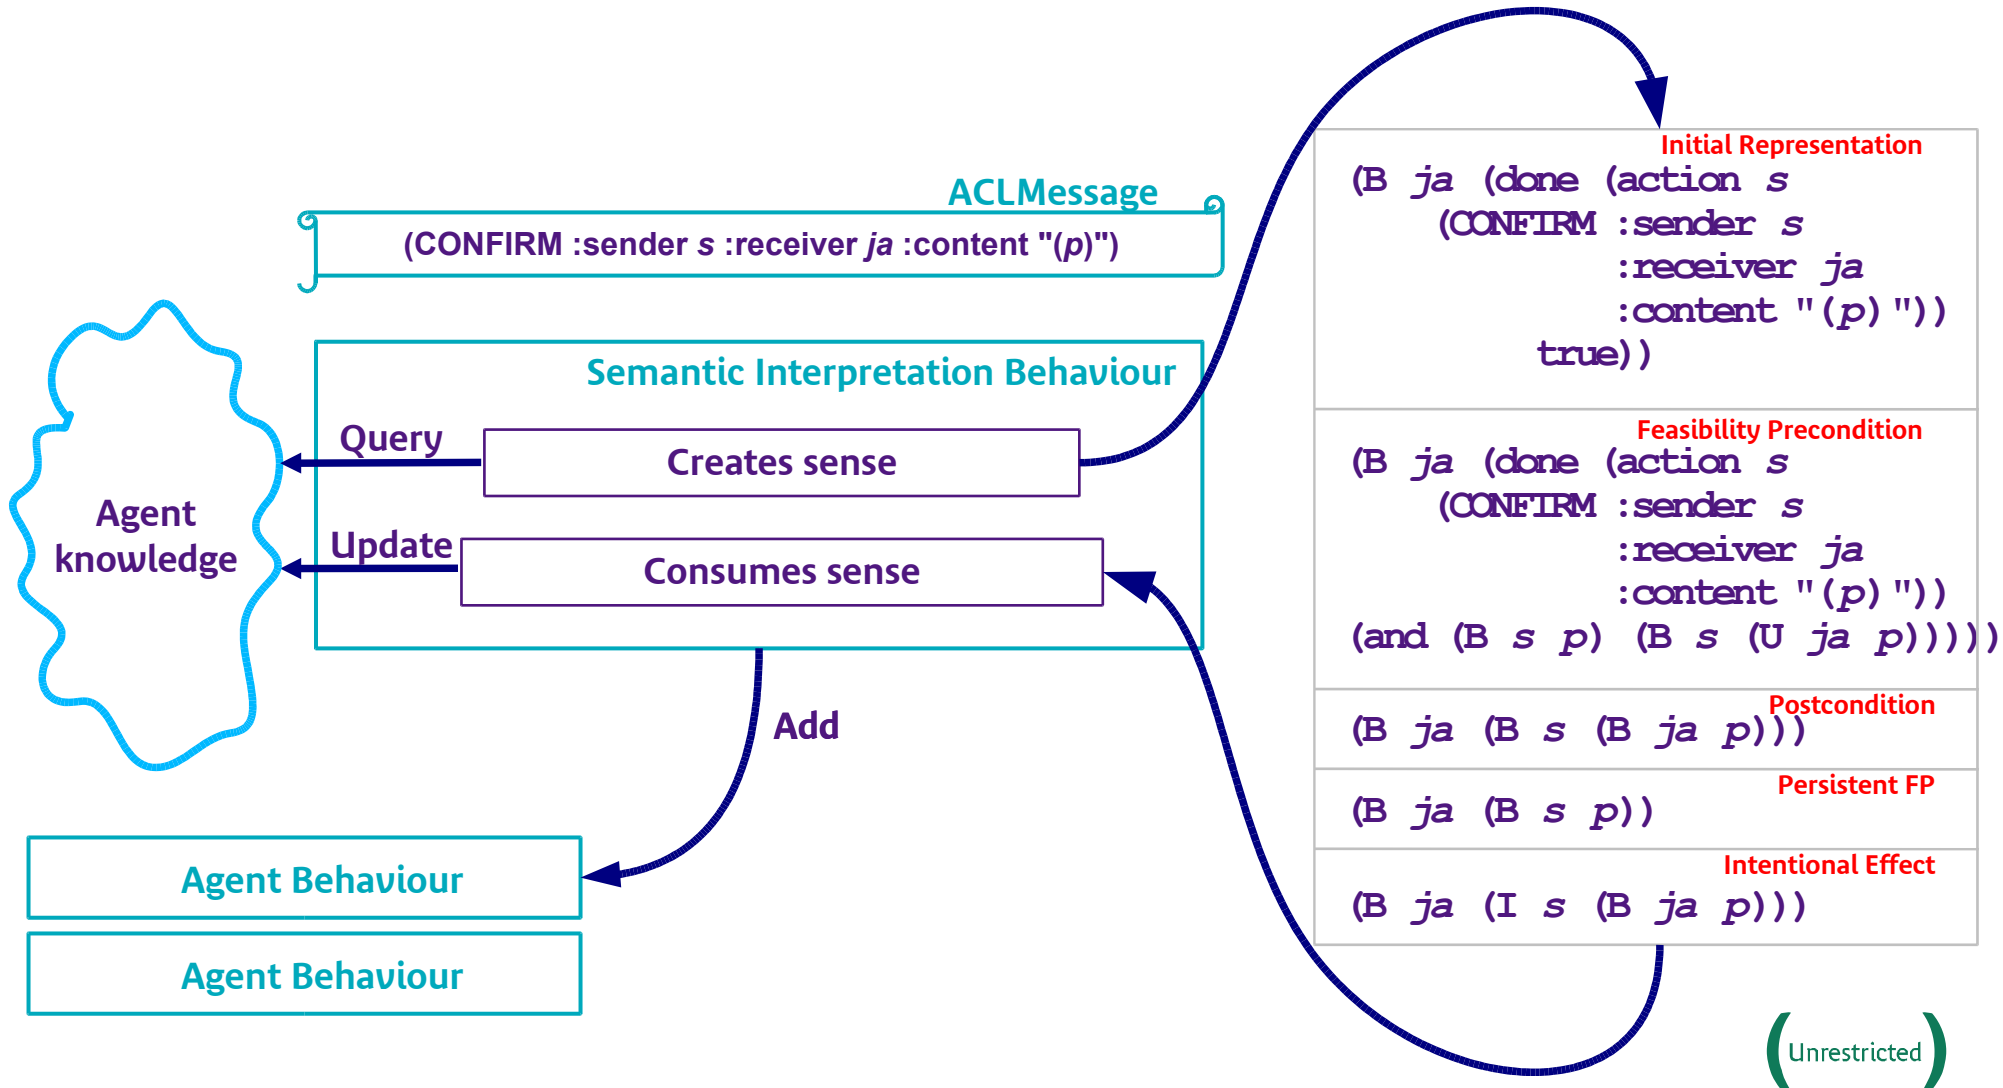 ACLMessage
(CONFIRM :sender s :receiver ja :content "(p)")
Semantic Interpretation Behaviour
Query
Creates sense
Update
Consumes sense
Agent
knowledge
Add
Agent Behaviour
Agent Behaviour
Initial Representation
(B ja (done (action s
(CONFIRM :sender s
:receiver ja
:content "(p)"))
true))
Feasibility Precondition
(B ja (done (action s
(CONFIRM :sender s
:receiver ja
:content "(p)"))
(and (B s p) (B s (U ja p)))))
Postcondition
(B ja (B s (B ja p)))
Persistent FP
(B ja (B s p))
Intentional Effect
(B ja (I s (B ja p)))
(Unrestricted)